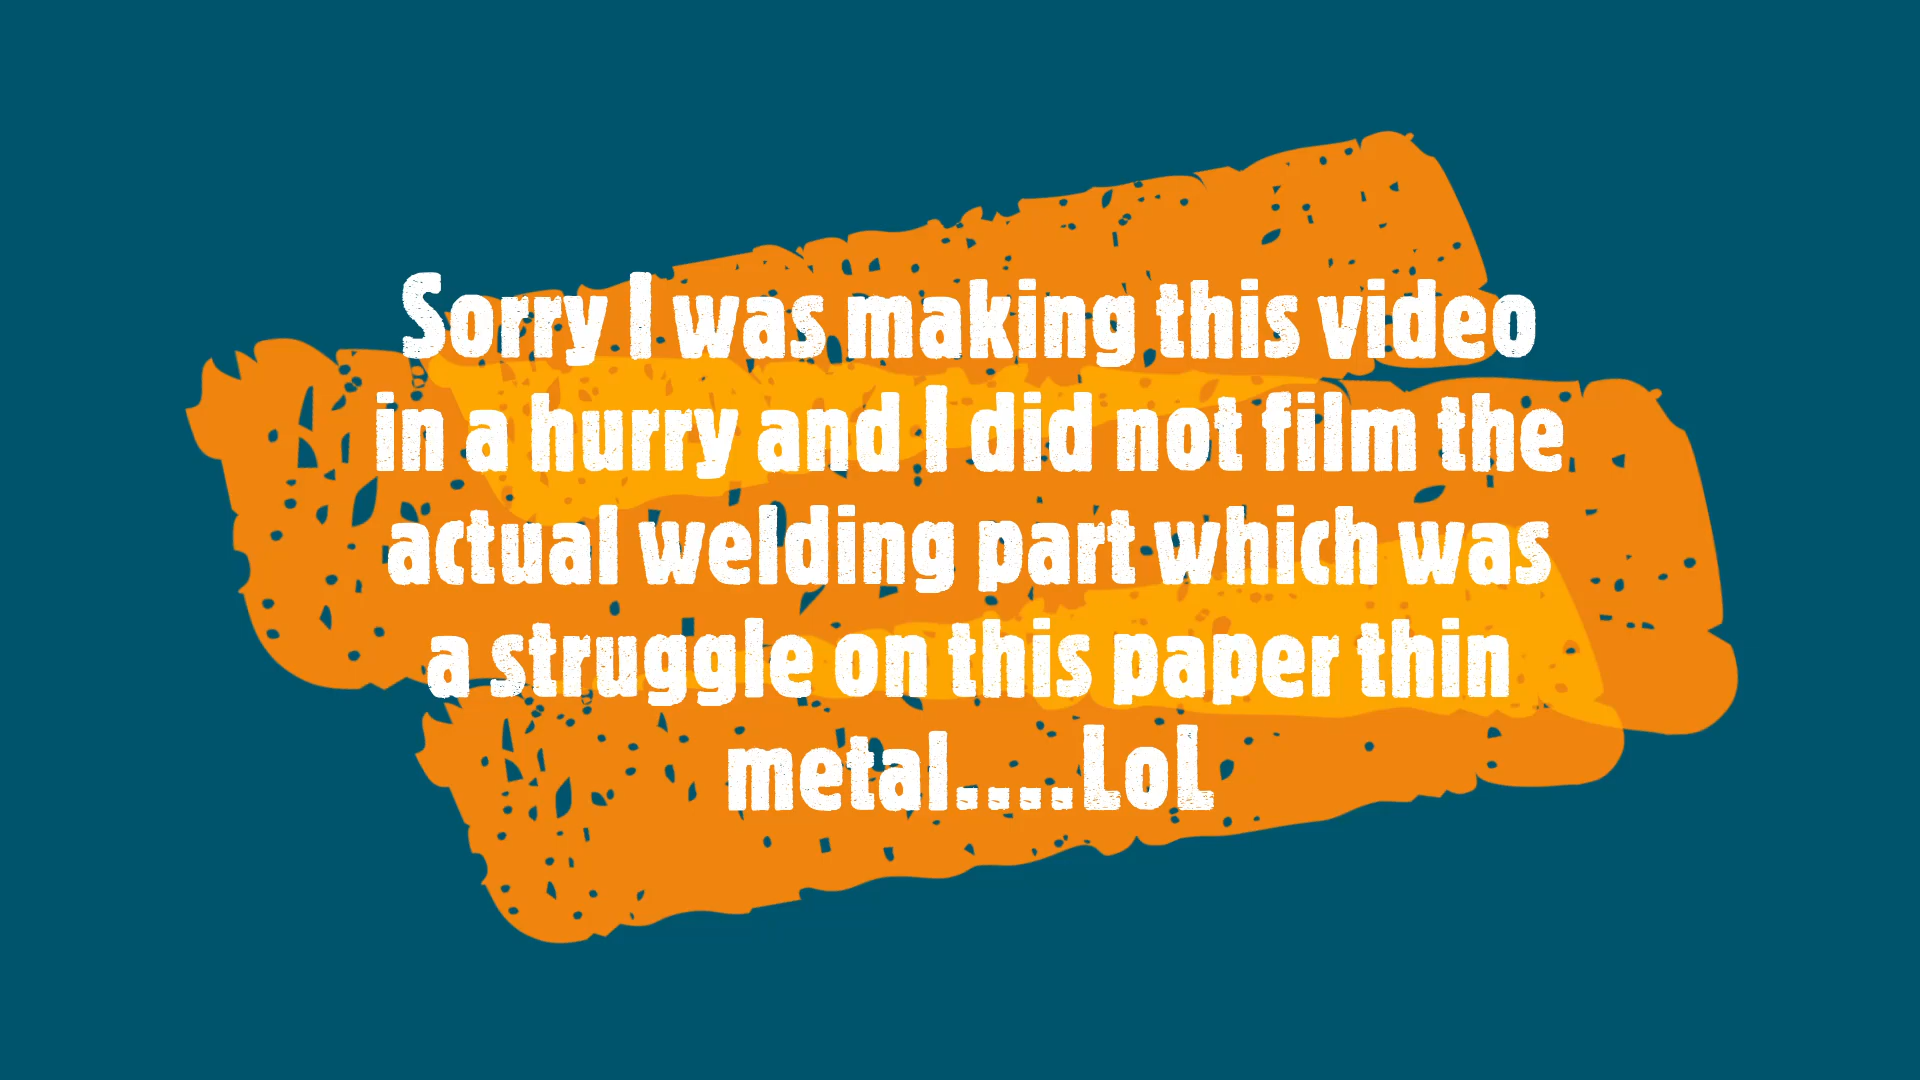 Sorry I was making this video
in a hurry and I did not film the
actual welding part which was
a struggle on this paper thin
metal....LoL